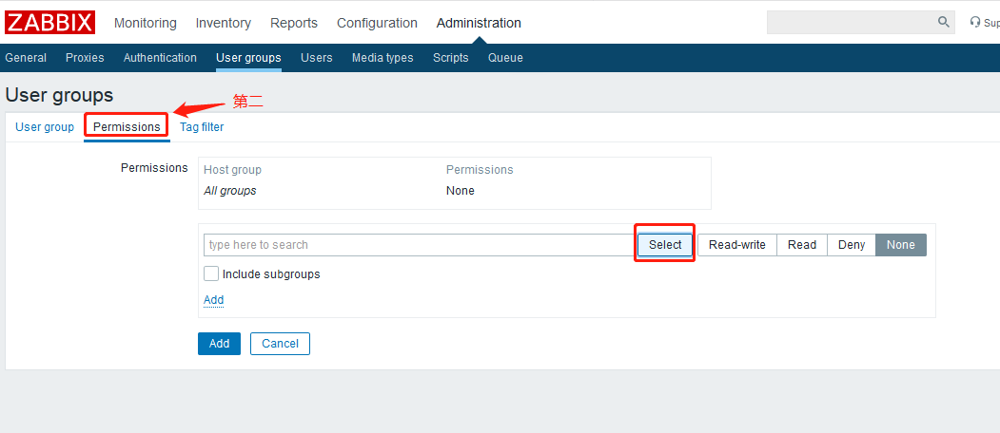 ZABBIX Monitoring Inventory Reports Configuration Administration Sup
General Proxies Authentication User groups Users Media types Scripts Queue
User groups
第二
User group Permissions Tag filter
Permissions Host group Permissions
All groups None
type here to search Select Read-write Read Deny None
Include subgroups
Add
Add Cancel